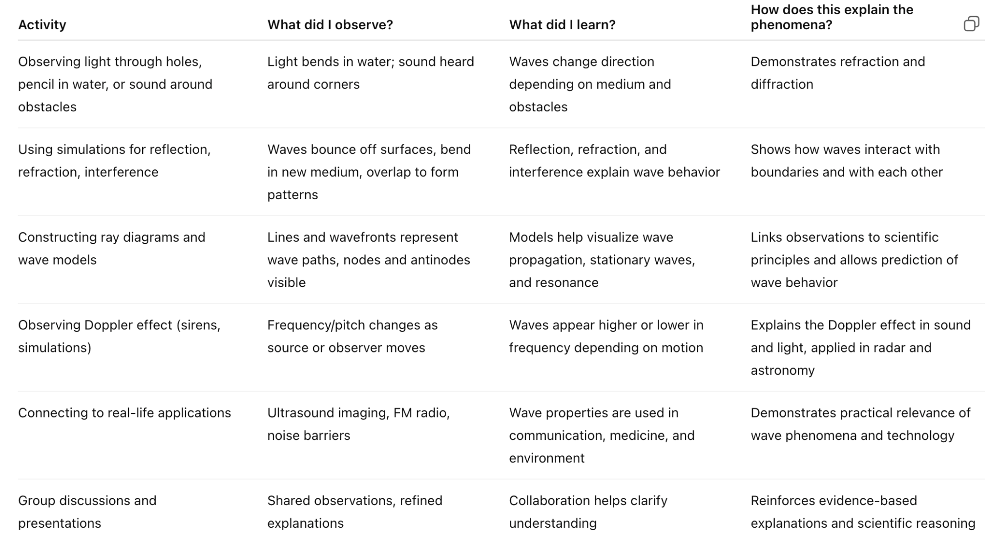 Activity
What did I observe?
What did I learn?
How does this explain the
phenomena?
Observing light through holes,
pencil in water, or sound around
obstacles
Light bends in water; sound heard
around corners
Waves change direction
depending on medium and
obstacles
Demonstrates refraction and
diffraction
Using simulations for reflection,
refraction, interference
Waves bounce off surfaces, bend
in new medium, overlap to form
patterns
Reflection, refraction, and
interference explain wave behavior
Shows how waves interact with
boundaries and with each other
Constructing ray diagrams and
wave models
Lines and wavefronts represent
wave paths, nodes and antinodes
visible
Models help visualize wave
propagation, stationary waves,
and resonance
Links observations to scientific
principles and allows prediction of
wave behavior
Observing Doppler effect (sirens,
simulations)
Frequency/pitch changes as
source or observer moves
Waves appear higher or lower in
frequency depending on motion
Explains the Doppler effect in sound
and light, applied in radar and
astronomy
Connecting to real-life applications
Ultrasound imaging, FM radio,
noise barriers
Wave properties are used in
communication, medicine, and
environment
Demonstrates practical relevance of
wave phenomena and technology
Group discussions and
presentations
Shared observations, refined
explanations
Collaboration helps clarify
understanding
Reinforces evidence-based
explanations and scientific reasoning